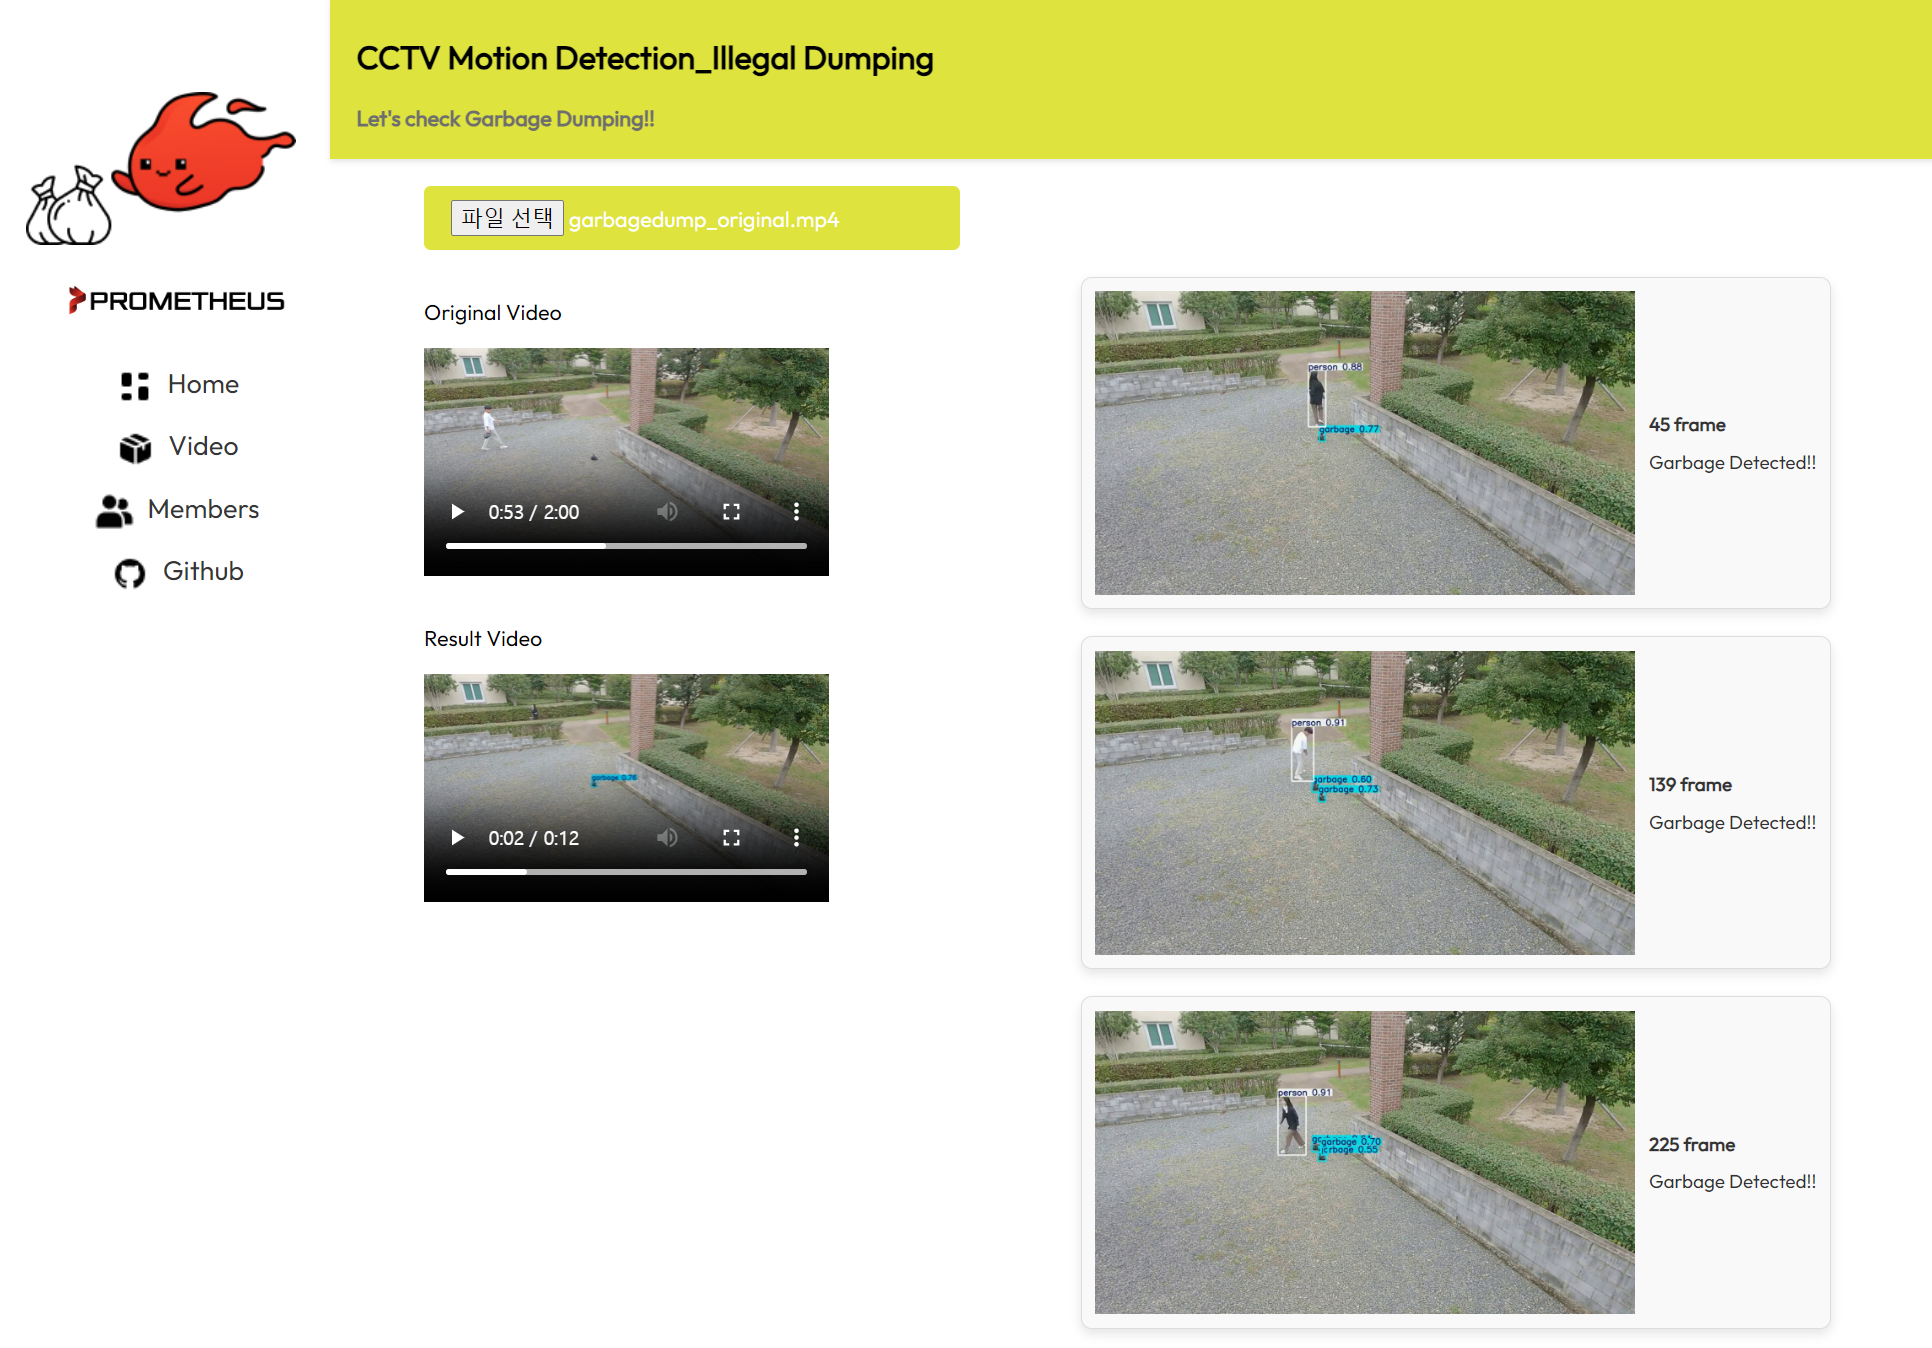 CCTV Motion Detection_Illegal Dumping
Let's check Garbage Dumping!!
PROMETHEUS
Home
Video
Members
Github
파일 선택 garbagedump_original.mp4
Original Video
0:53 / 2:00
Result Video
garbage 0.76
0:02 / 0:12
person 0.88
garbage 0.77
45 frame
Garbage Detected!!
person 0.91
garbage 0.60
garbage 0.73
139 frame
Garbage Detected!!
person 0.91
garbage 0.70
0.55
225 frame
Garbage Detected!!